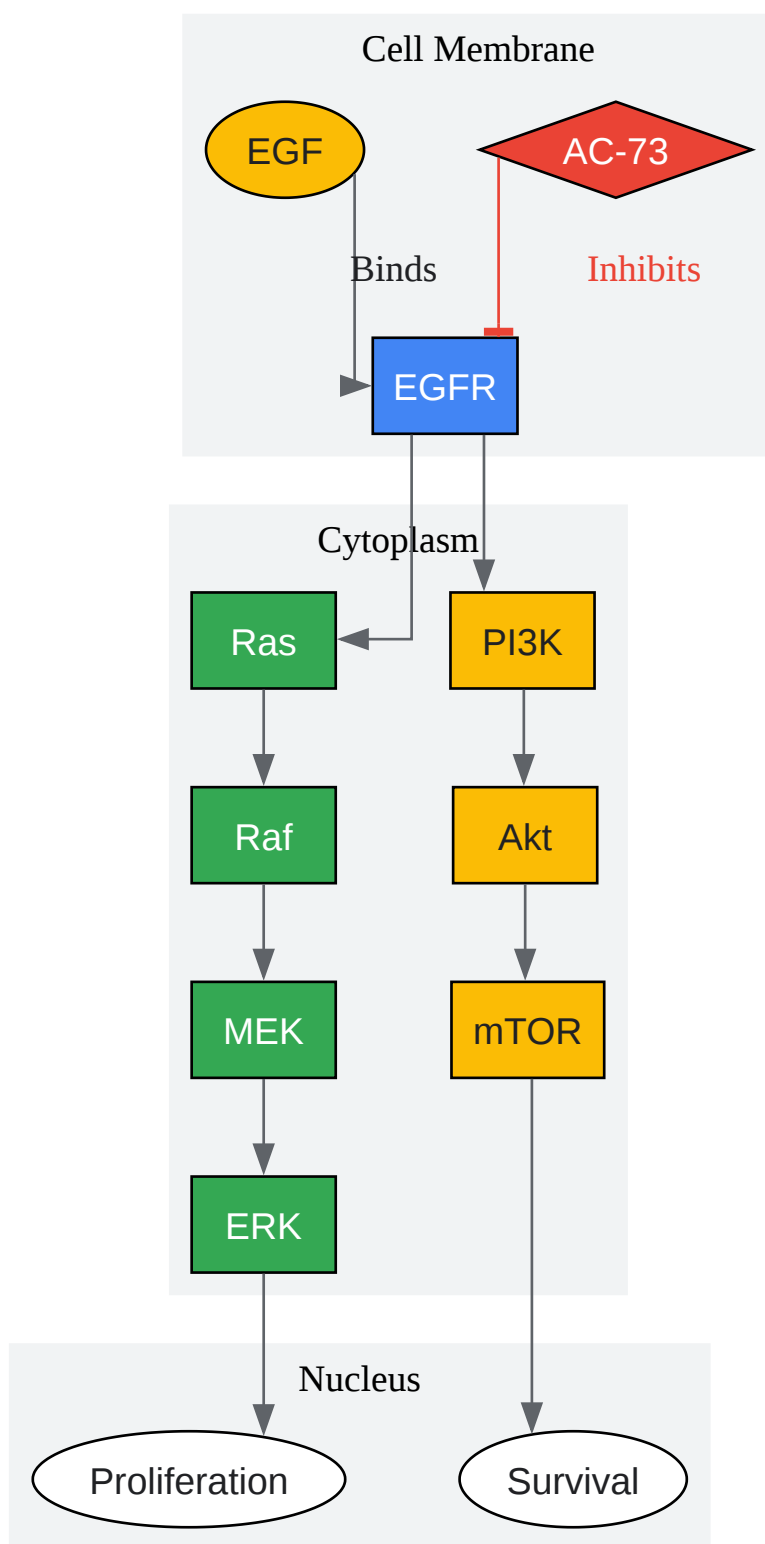 Cell Membrane
EGF
AC-73
Binds
Inhibits
EGFR
Cytoplasm
Ras
PI3K
Raf
Akt
MEK
mTOR
ERK
Nucleus
Proliferation
Survival